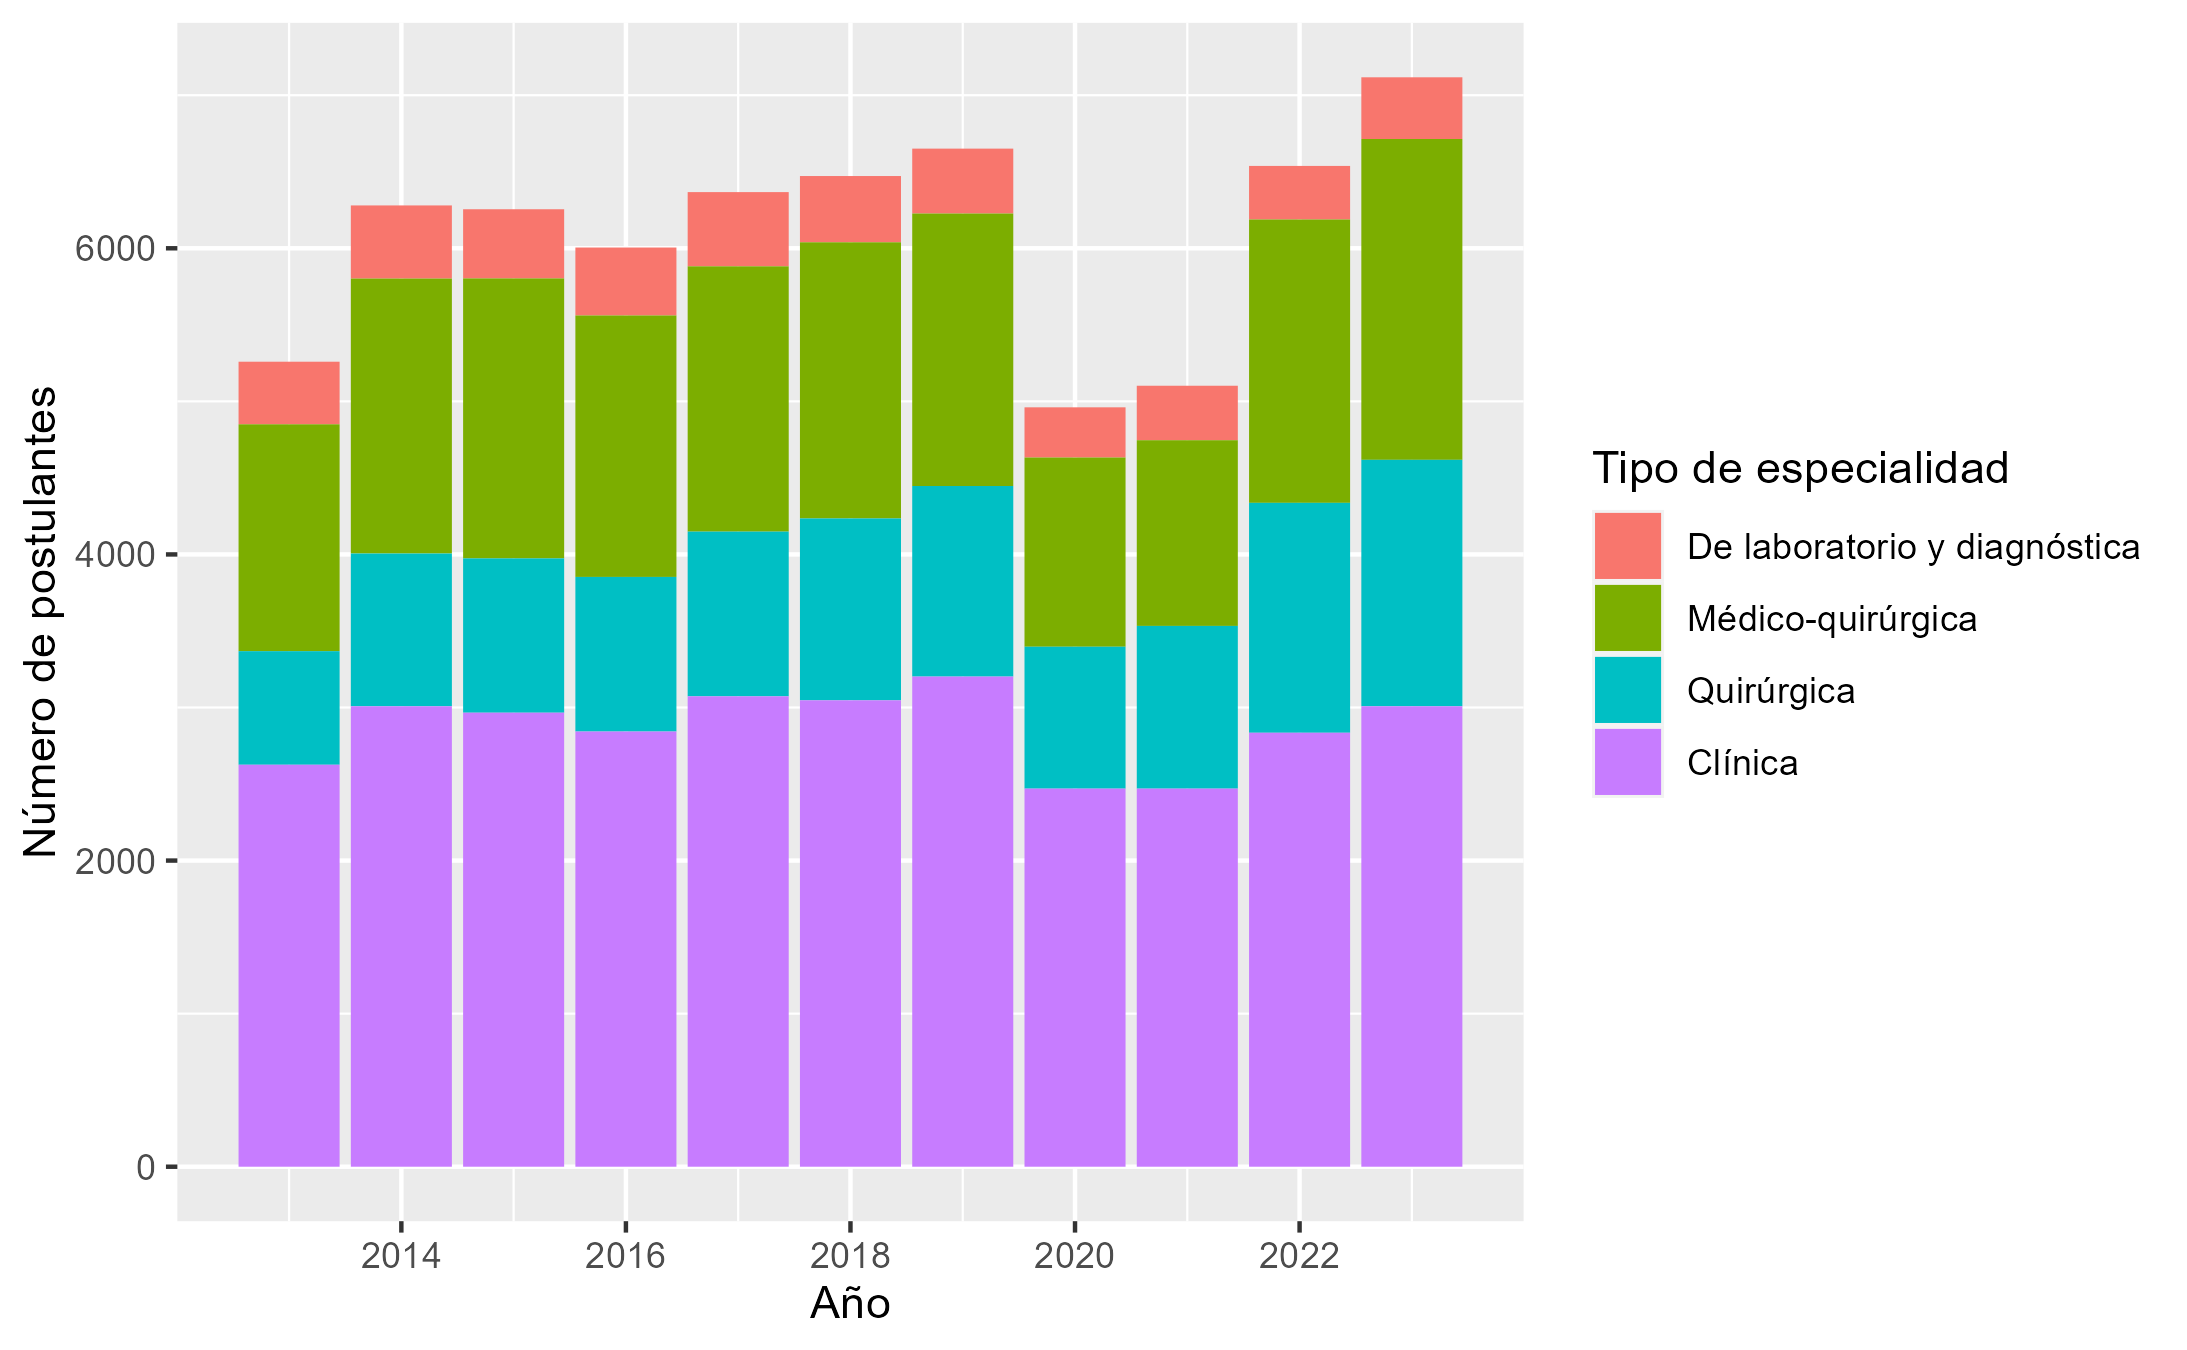 Número de postulantes
6000
4000
2000
0
2014 2016 2018 2020 2022
Año
Tipo de especialidad
De laboratorio y diagnóstica
Médico-quirúrgica
Quirúrgica
Clínica